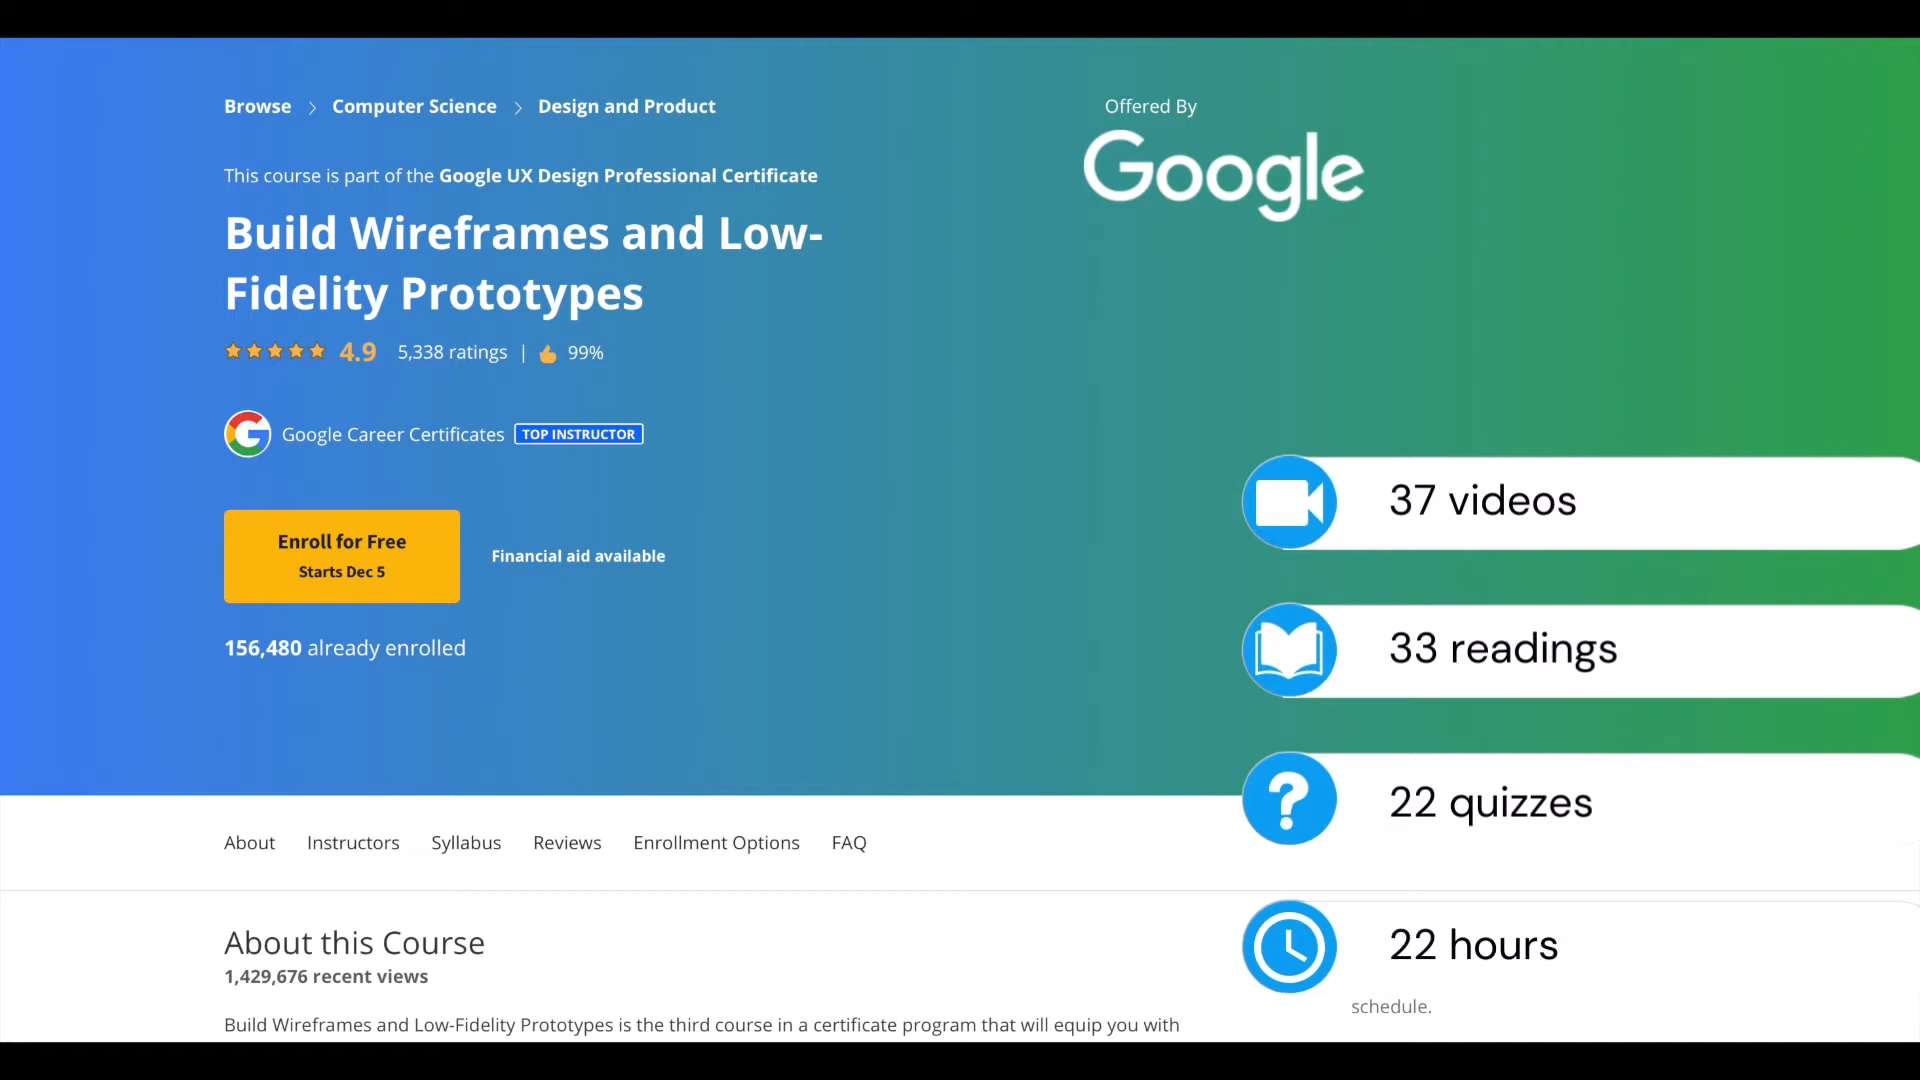 Browse > Computer Science > Design and Product
This course is part of the Google UX Design Professional Certificate
Build Wireframes and Low-
Fidelity Prototypes
4.9 5,338 ratings | 99%
Google Career Certificates TOP INSTRUCTOR
Enroll for Free
Starts Dec 5
Financial aid available
156,480 already enrolled
Offered By
Google
37 videos
33 readings
22 quizzes
22 hours
schedule.
About Instructors Syllabus Reviews Enrollment Options FAQ
About this Course
1,429,676 recent views
Build Wireframes and Low-Fidelity Prototypes is the third course in a certificate program that will equip you with